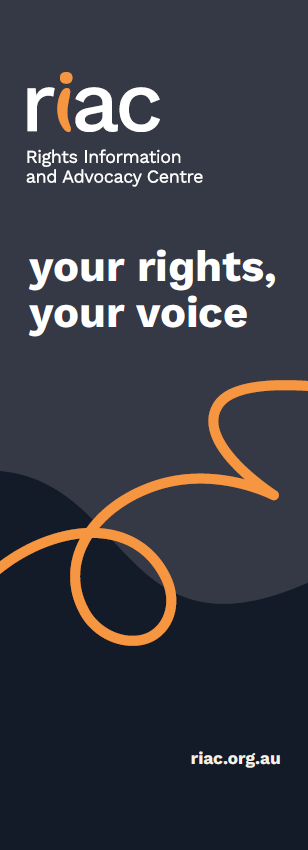 riac
Rights Information
and Advocacy Centre
your rights,
your voice
riac.org.au